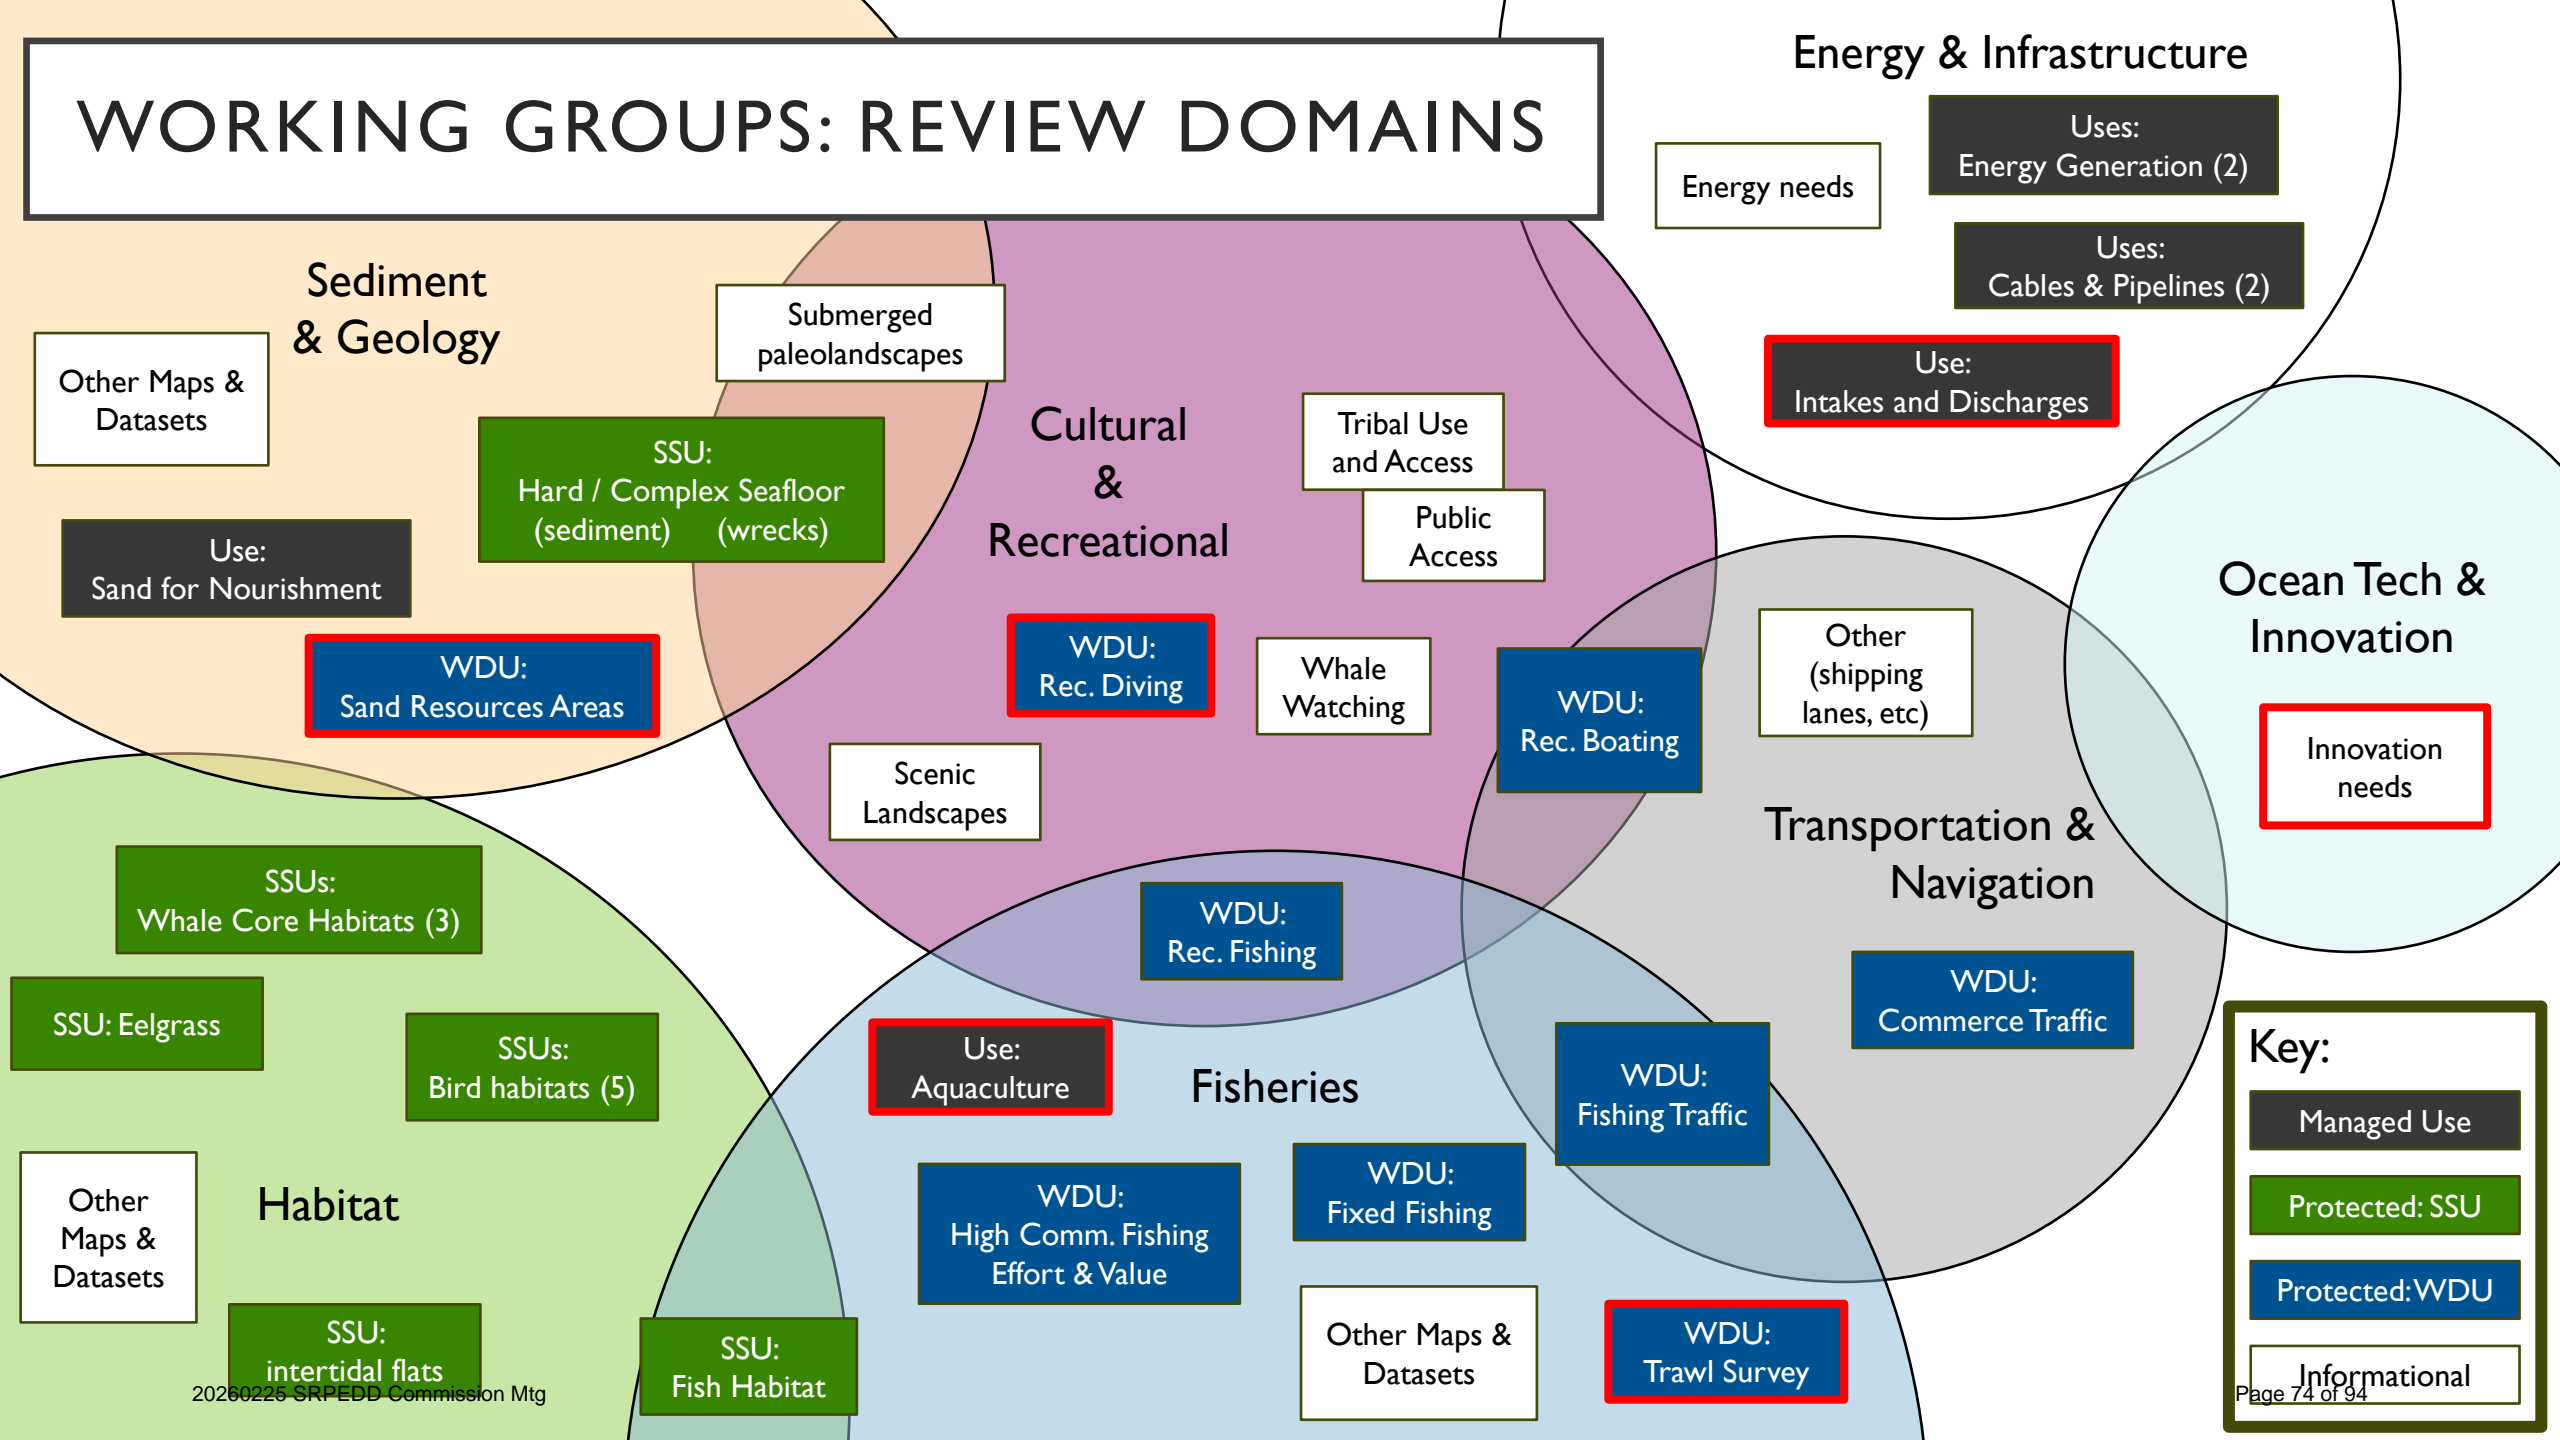 WORKING GROUPS: REVIEW DOMAINS
Energy & Infrastructure
Uses:
Energy Generation (2)
Energy needs
Uses:
Cables & Pipelines (2)
Use:
Intakes and Discharges
Sediment
& Geology
Other Maps &
Datasets
Submerged
paleolandscapes
SSU:
Hard / Complex Seafloor
(sediment) (wrecks)
Use:
Sand for Nourishment
WDU:
Sand Resources Areas
Cultural
&
Recreational
Tribal Use
and Access
Public
Access
WDU:
Rec. Diving
Whale
Watching
Scenic
Landscapes
WDU:
Rec. Boating
Other
(shipping
lanes, etc)
Transportation &
Navigation
WDU:
Commerce Traffic
Ocean Tech &
Innovation
Innovation
needs
SSUs:
Whale Core Habitats (3)
SSU: Eelgrass
SSUs:
Bird habitats (5)
Other
Maps &
Datasets
Habitat
SSU:
intertidal flats
SSU:
Fish Habitat
WDU:
Rec. Fishing
Use:
Aquaculture
Fisheries
WDU:
Fishing Traffic
WDU:
High Comm. Fishing
Effort & Value
WDU:
Fixed Fishing
Other Maps &
Datasets
WDU:
Trawl Survey
Key:
Managed Use
Protected: SSU
Protected: WDU
Informational
20260225 SRPEDD Commission Mtg
Page 74 of 94